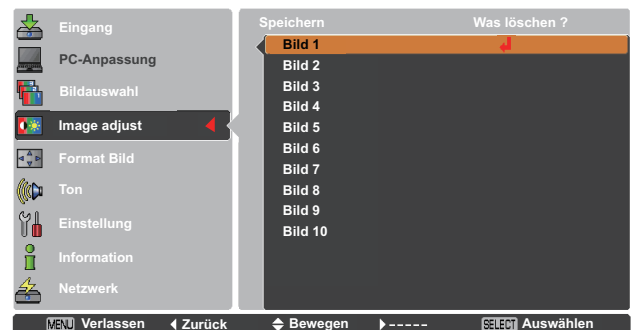 Eingang
PC-Anpassung
Bildauswahl
Image adjust
Format Bild
Ton
Einstellung
Information
Netzwerk
Speichern Was löschen ?
Bild 1
Bild 2
Bild 3
Bild 4
Bild 5
Bild 6
Bild 7
Bild 8
Bild 9
Bild 10
MENU Verlassen Zurück Bewegen ----- SELECT Auswählen